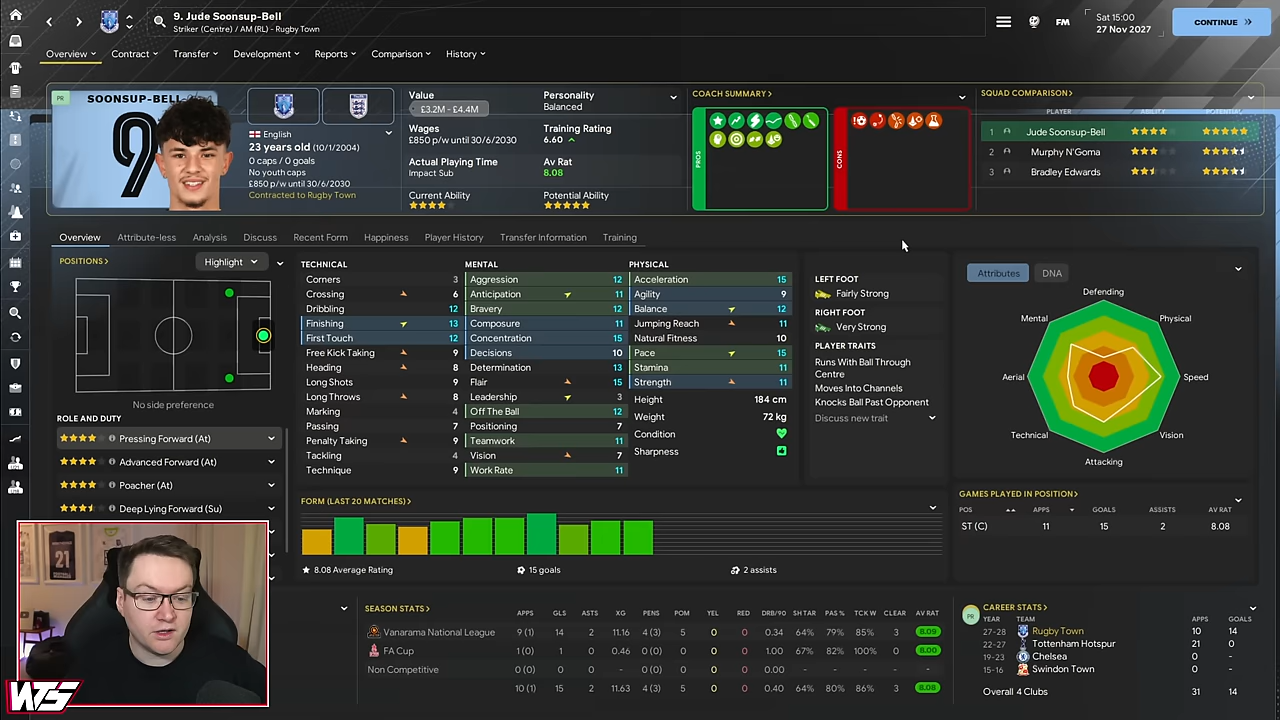 9. Jude Soonsup-Bell
Striker (Centre) / AM (RL) - Rugby Town
FM
Sat 15:00
27 Nov 2027
CONTINUE
Overview
Contract
Transfer
Development
Reports
Comparison
History
PR
SOONSUP-BELL
9
English
23 years old (10/1/2004)
0 caps / 0 goals
No youth caps
£850 p/w until 30/6/2030
Contracted to Rugby Town
Value
£3.2M - £4.4M
Wages
£850 p/w until 30/6/2030
Actual Playing Time
Impact Sub
Current Ability
Personality
Balanced
Training Rating
6.60
Av Rat
8.08
Potential Ability
COACH SUMMARY >
PROS
CONS
SQUAD COMPARISON >
PLAYER
1 Jude Soonsup-Bell
2 Murphy N'Goma
3 Bradley Edwards
Overview
Attribute-less
Analysis
Discuss
Recent Form
Happiness
Player History
Transfer Information
Training
POSITIONS >
Highlight
No side preference
ROLE AND DUTY
Pressing Forward (At)
Advanced Forward (At)
Poacher (At)
Deep Lying Forward (Su)
TECHNICAL
Corners 3
Crossing 6
Dribbling 12
Finishing 13
First Touch 12
Free Kick Taking 9
Heading 8
Long Shots 9
Long Throws 8
Marking 4
Passing 7
Penalty Taking 9
Tackling 4
Technique 9
MENTAL
Aggression 12
Anticipation 11
Bravery 12
Composure 11
Concentration 15
Decisions 10
Determination 13
Flair 15
Leadership 3
Off The Ball 12
Positioning 7
Teamwork 11
Vision 7
Work Rate 11
PHYSICAL
Acceleration 15
Agility 9
Balance 12
Jumping Reach 11
Natural Fitness 10
Pace 15
Stamina 11
Strength 11
Height 184 cm
Weight 72 kg
Condition
Sharpness
LEFT FOOT
Fairly Strong
RIGHT FOOT
Very Strong
PLAYER TRAITS
Runs With Ball Through
Centre
Moves Into Channels
Knocks Ball Past Opponent
Discuss new trait
Attributes
DNA
Defending
Physical
Speed
Vision
Attacking
Technical
Aerial
Mental
FORM (LAST 20 MATCHES) >
8.08 Average Rating
15 goals
2 assists
GAMES PLAYED IN POSITION >
POS APPS GOALS ASSISTS AV RAT
ST (C) 11 15 2 8.08
SEASON STATS > APPS GLS ASTS XG PENS POM YEL RED DRB/90 SH TAR PAS % TCK W CLEAR AV RAT
Vanarama National League 9 (1) 14 2 11.16 4 (3) 5 0 0 0.34 64% 79% 85% 3 8.09
FA Cup 1 (0) 1 0 0.46 4 (3) 0 0 0 1.00 67% 82% 100% 0 8.00
Non Competitive 0 (0) 0 0 - 0 (0) 0 0 0 0.00 - - - - -
10 (1) 15 2 11.63 4 (3) 5 0 0 0.40 64% 80% 86% 3 8.08
PR
CAREER STATS >
YEAR TEAM APPS GOALS
27-28 Rugby Town 10 14
22-27 Tottenham Hotspur 21 0
19-23 Chelsea 0 -
15-16 Swindon Town 0 -
Overall 4 Clubs 31 14
21
WTS